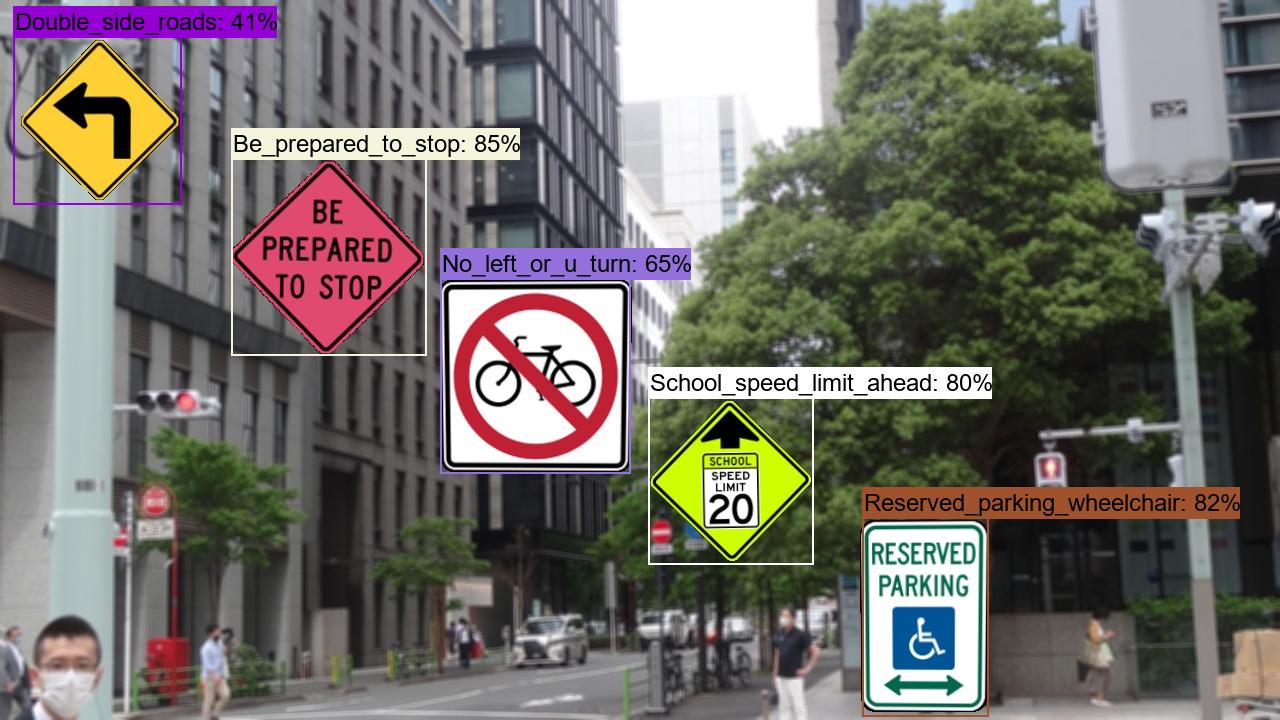 Double_side_roads: 41%
Be_prepared_to_stop: 85%
BE
PREPARED
TO STOP
No_left_or_u_turn: 65%
School_speed_limit_ahead: 80%
SCHOOL
SPEED
LIMIT
20
Reserved_parking_wheelchair: 82%
RESERVED
PARKING